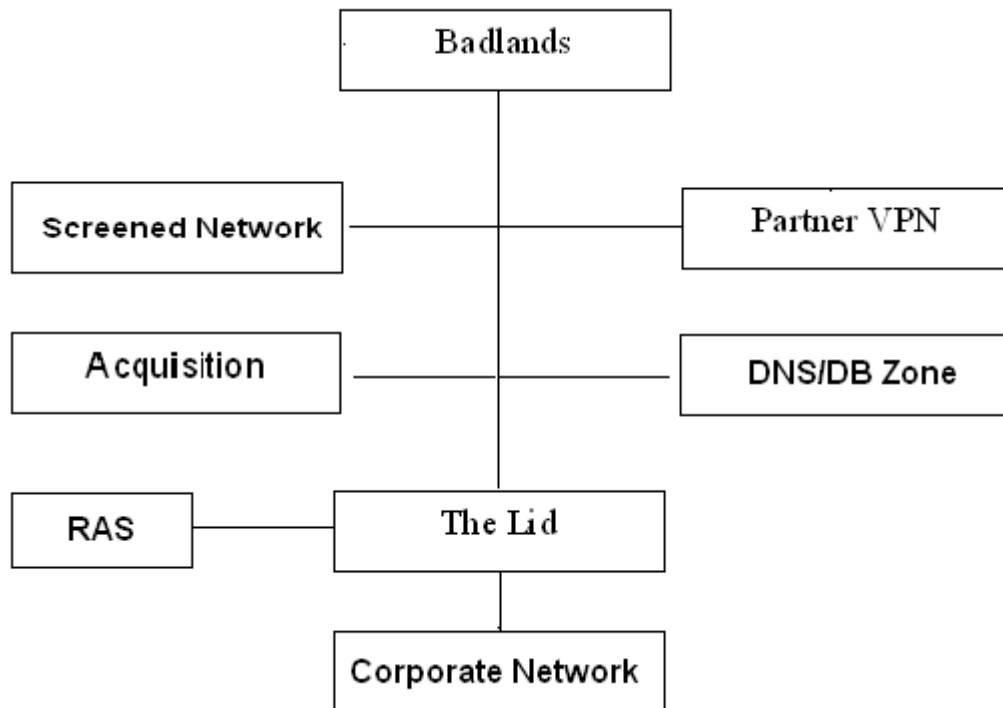 Badlands
Screened Network
Partner VPN
Acquisition
DNS/DB Zone
RAS
The Lid
Corporate Network